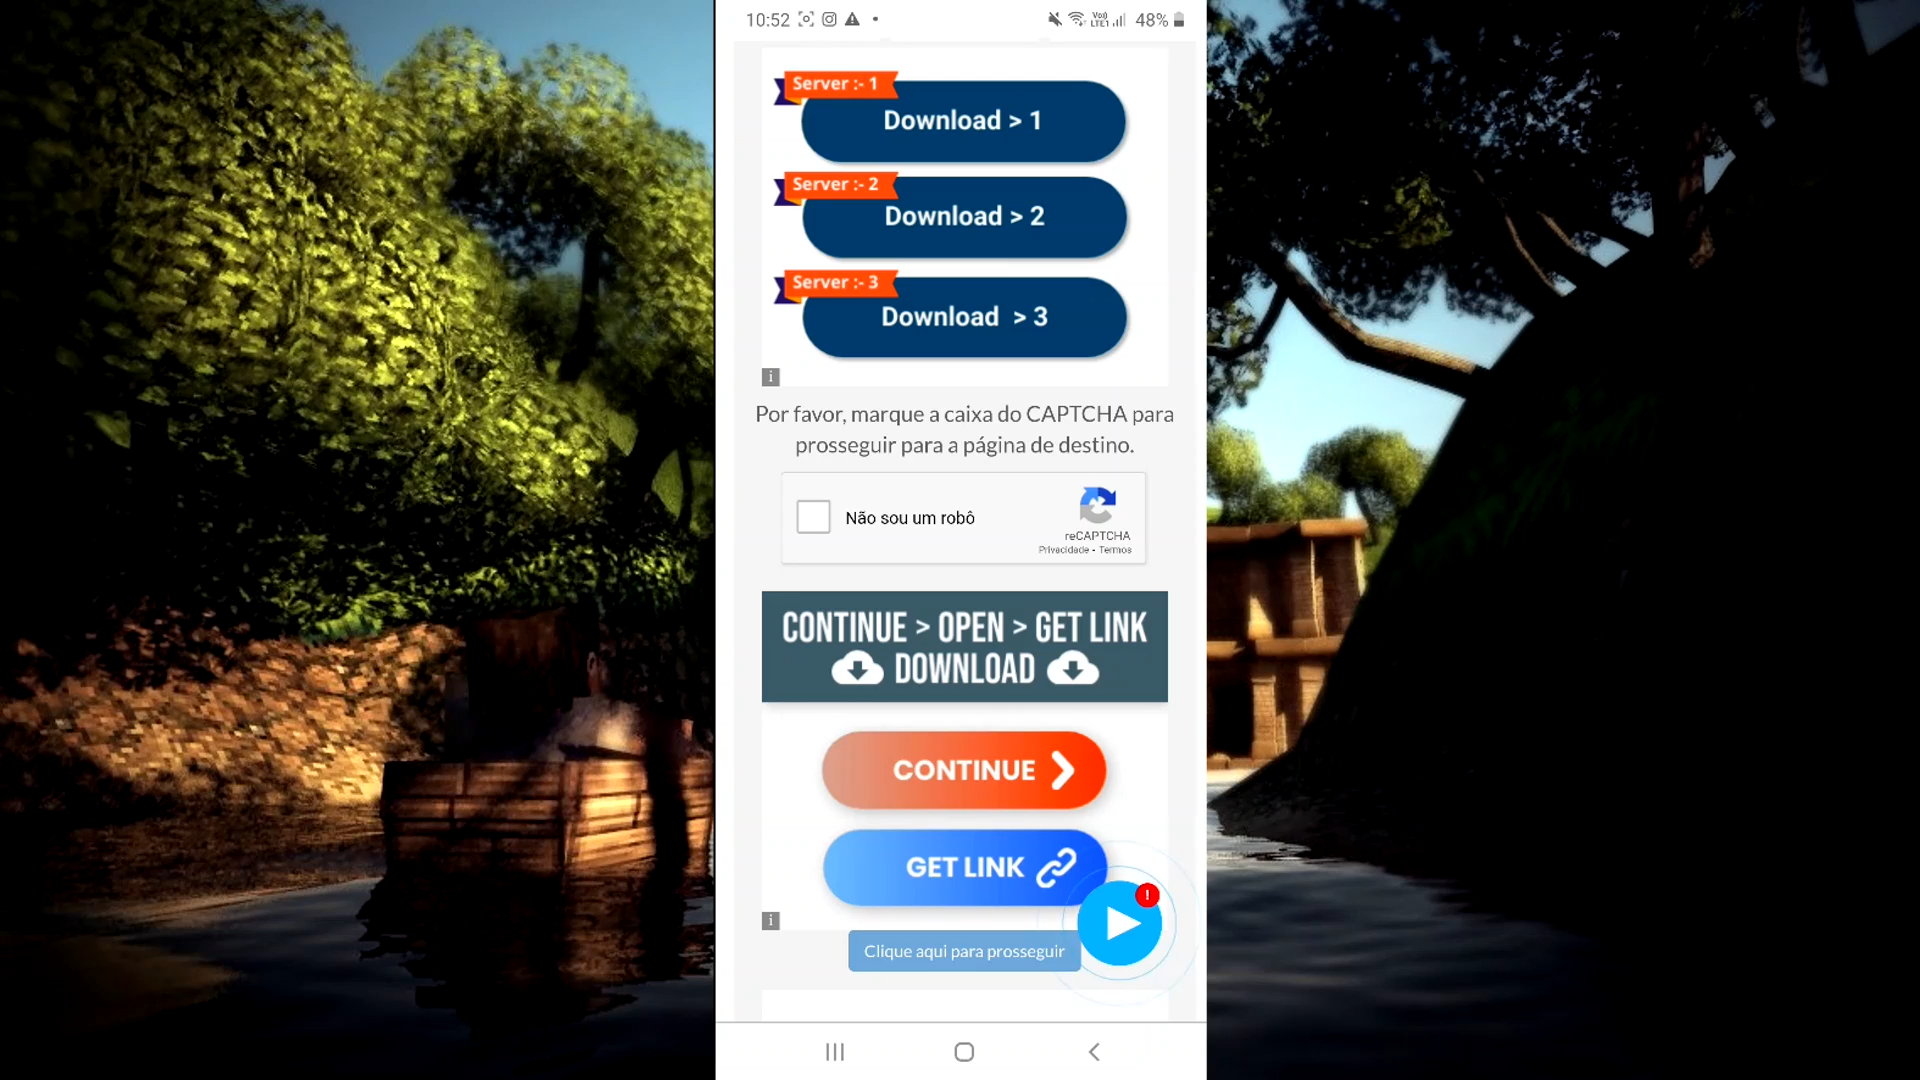 10:52
VoI)
LTE1
48%
Server :- 1
Download > 1
Server :- 2
Download > 2
Server :- 3
Download > 3
Por favor, marque a caixa do CAPTCHA para
prosseguir para a página de destino.
Não sou um robô
reCAPTCHA
Privacidade - Termos
CONTINUE > OPEN > GET LINK
DOWNLOAD
CONTINUE
GET LINK
!
Clique aqui para prosseguir